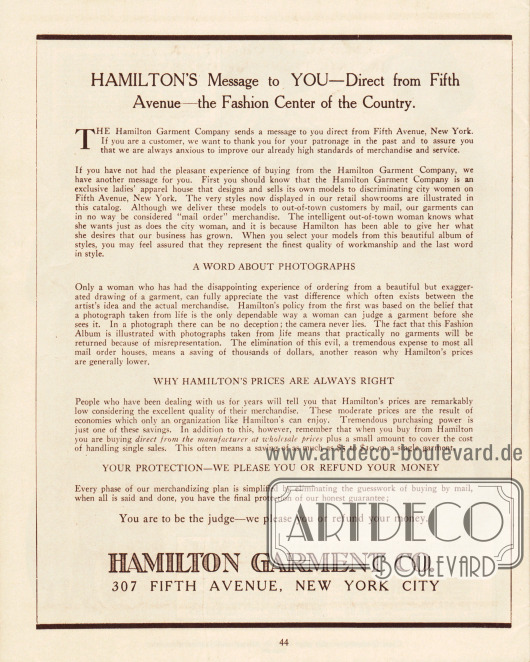 HAMILTON'S Message to YOU—Direct from Fifth
Avenue—the Fashion Center of the Country.
THE Hamilton Garment Company sends a message to you direct from Fifth Avenue, New York.
If you are a customer, we want to thank you for your patronage in the past and to assure you
that we are always anxious to improve our already high standards of merchandise and service.
If you have not had the pleasant experience of buying from the Hamilton Garment Company, we
have another message for you. First you should know that the Hamilton Garment Company is an
exclusive ladies' apparel house that designs and sells its own models to discriminating city women on
Fifth Avenue, New York. The very styles now displayed in our retail showrooms are illustrated in
this catalog. Although we deliver these models to out-of-town customers by mail, our garments can
in no way be considered "mail order" merchandise. The intelligent out-of-town woman knows what
she wants just as does the city woman, and it is because Hamilton has been able to give her what
she desires that our business has grown. When you select your models from this beautiful album of
styles, you may feel assured that they represent the finest quality of workmanship and the last word
in style.
A WORD ABOUT PHOTOGRAPHS
Only a woman who has had the disappointing experience of ordering from a beautiful but exagger-
ated drawing of a garment, can fully appreciate the vast difference which often exists between the
artist's idea and the actual merchandise. Hamilton's policy from the first was based on the belief that
a photograph taken from life is the only dependable way a woman can judge a garment before she
sees it. In a photograph there can be no deception; the camera never lies. The fact that this Fashion
Album is illustrated with photographs taken from life means that practically no garments will be
returned because of misrepresentation. The elimination of this evil, a tremendous expense to most all
mail order houses, means a saving of thousands of dollars, another reason why Hamilton's prices
are generally lower.
WHY HAMILTON'S PRICES ARE ALWAYS RIGHT
People who have been dealing with us for years will tell you that Hamilton's prices are remarkably
low considering the excellent quality of their merchandise. These moderate prices are the result of
economies which only an organization like Hamilton's can enjoy. Tremendous purchasing power is
just one of these savings. In addition to this, however, remember that when you buy from Hamilton
you are buying direct from the manufacturer at wholesale prices plus a small amount to cover the cost
of handling single sales. This often means a saving of as much as on a single garment.
www.artdeco-boulevard.de
YOUR PROTECTION—WE PLEASE YOU OR REFUND YOUR MONEY
Every phase of our merchandizing plan is simplified by eliminating the guesswork of buying by mail,
when all is said and done, you have the final protection of our honest guarantee;
You are to be the judge—we please you or refund your money.
ARTDECO
BOULEVARD
HAMILTON GARMENT CO.
307 FIFTH AVENUE, NEW YORK CITY
44